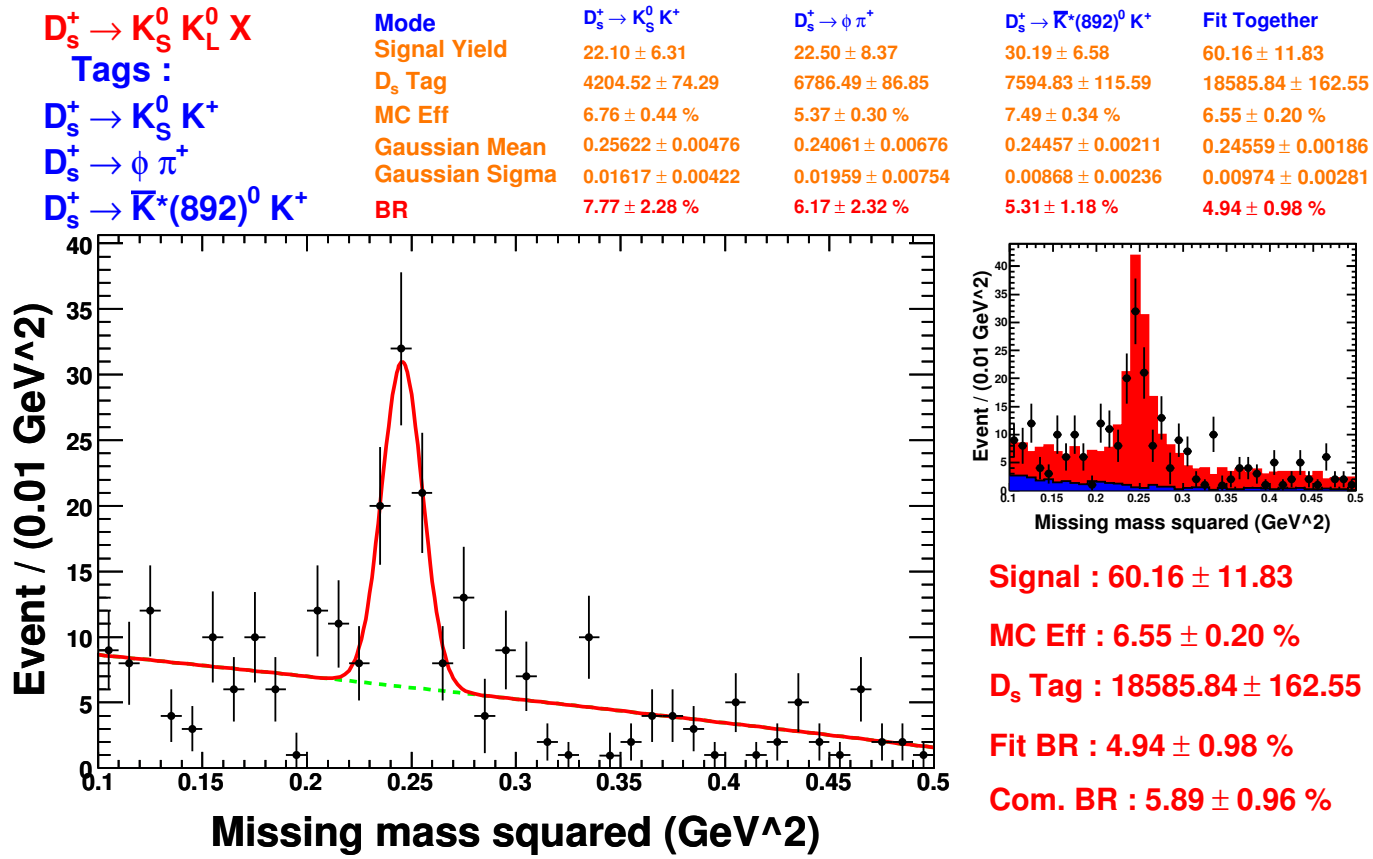 D_s^+ → K_S^0 K_L^0 X
Tags :
D_s^+ → K_S^0 K^+
D_s^+ → φ π^+
D_s^+ → K̅*(892)^0 K^+
Mode D_s^+ → K_S^0 K^+ D_s^+ → φ π^+ D_s^+ → K̅*(892)^0 K^+ Fit Together
Signal Yield 22.10 ± 6.31 22.50 ± 8.37 30.19 ± 6.58 60.16 ± 11.83
D_s Tag 4204.52 ± 74.29 6786.49 ± 86.85 7594.83 ± 115.59 18585.84 ± 162.55
MC Eff 6.76 ± 0.44 % 5.37 ± 0.30 % 7.49 ± 0.34 % 6.55 ± 0.20 %
Gaussian Mean 0.25622 ± 0.00476 0.24061 ± 0.00676 0.24457 ± 0.00211 0.24559 ± 0.00186
Gaussian Sigma 0.01617 ± 0.00422 0.01959 ± 0.00754 0.00868 ± 0.00236 0.00974 ± 0.00281
BR 7.77 ± 2.28 % 6.17 ± 2.32 % 5.31 ± 1.18 % 4.94 ± 0.98 %
Event / (0.01 GeV^2)
40
35
30
25
20
15
10
5
0
0.1 0.15 0.2 0.25 0.3 0.35 0.4 0.45 0.5
Missing mass squared (GeV^2)
Event / (0.01 GeV^2)
40
35
30
25
20
15
10
5
0
0.1 0.15 0.2 0.25 0.3 0.35 0.4 0.45 0.5
Missing mass squared (GeV^2)
Signal : 60.16 ± 11.83
MC Eff : 6.55 ± 0.20 %
D_s Tag : 18585.84 ± 162.55
Fit BR : 4.94 ± 0.98 %
Com. BR : 5.89 ± 0.96 %